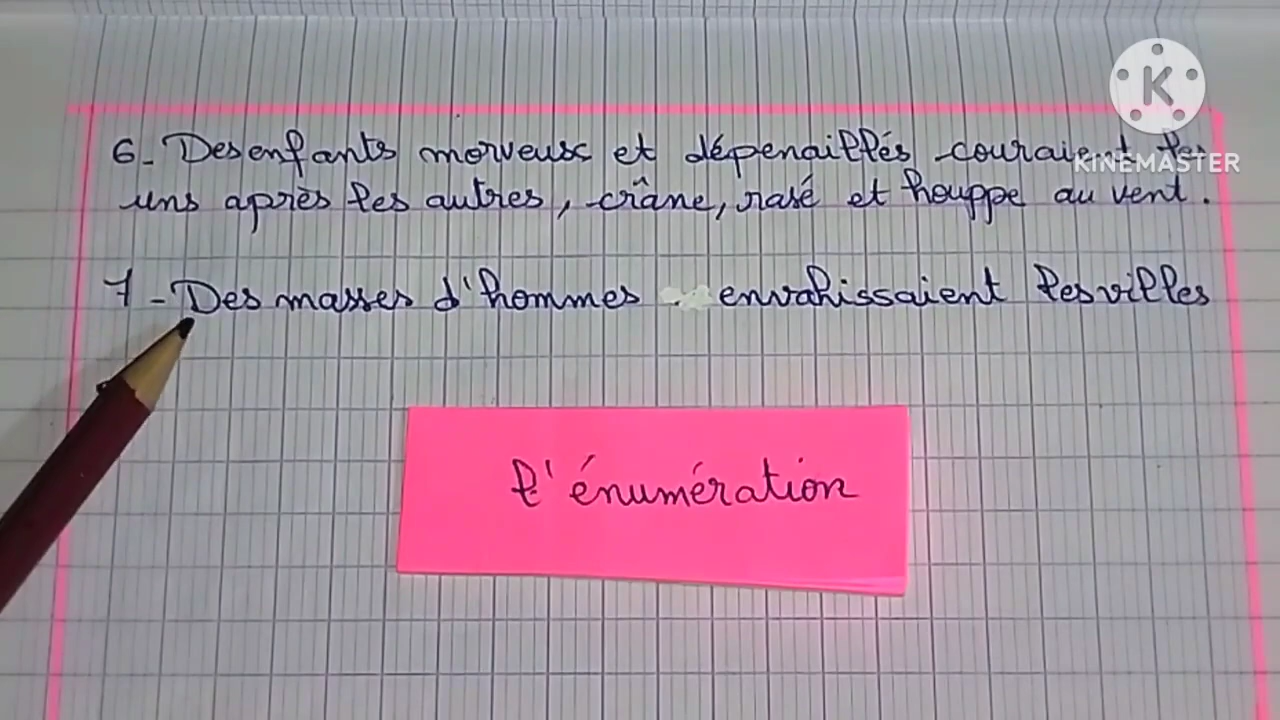 6- Des enfants morveux et dépenaillés couraient les
uns après les autres, crâne, rasé et houppe au vent.
7- Des masses d'hommes envahissaient les villes
l'énumération
K
KINEMASTER